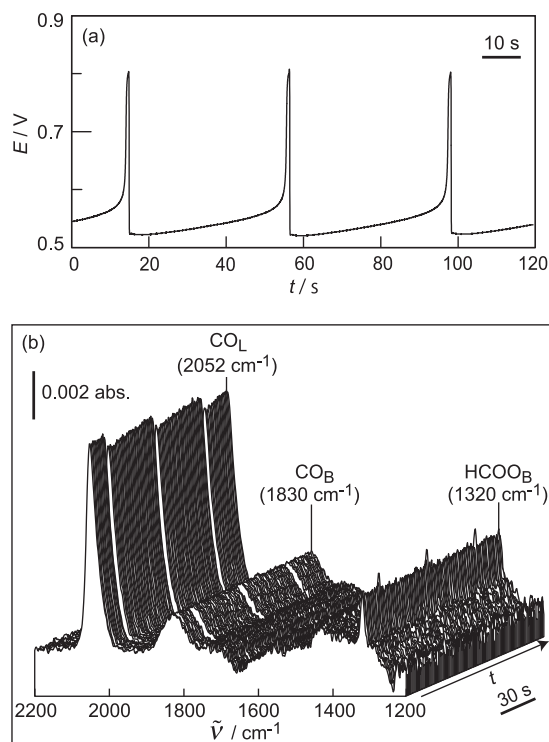 (a)
10 s
0.9
0.7
0.5
E / V
0 20 40 60 80 100 120
t / s
(b)
0.002 abs.
CO_L
(2052 cm⁻¹)
CO_B
(1830 cm⁻¹)
HCOO_B
(1320 cm⁻¹)
t
30 s
2200 2000 1800 1600 1400 1200
ν̃ / cm⁻¹